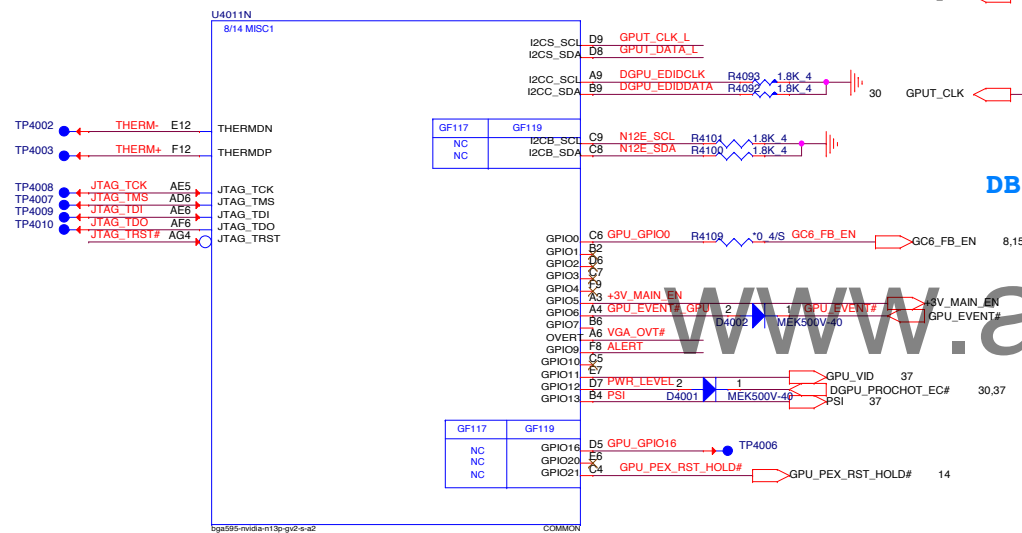 U4011N
8/14 MISC1
I2CS_SCL D9 GPUT_CLK_L
I2CS_SDA D8 GPUT_DATA_L
I2CC_SCL A9 DGPU_EDIDCLK R4093 1.8K_4
I2CC_SDA B9 DGPU_EDIDDATA R4092 1.8K_4
30 GPUT_CLK
TP4002 THERM- E12 THERMDN
GF117 GF119
NC I2CB_SCL C9 N12E_SCL R4101 1.8K_4
NC I2CB_SDA C8 N12E_SDA R4100 1.8K_4
TP4003 THERM+ F12 THERMDP
TP4008 JTAG_TCK AE5 JTAG_TCK
TP4007 JTAG_TMS AD6 JTAG_TMS
TP4009 JTAG_TDI AE6 JTAG_TDI
TP4010 JTAG_TDO AF6 JTAG_TDO
JTAG_TRST# AG4 JTAG_TRST
DB
GPIO0 C6 GPU_GPIO0 R4109 *0_4/S GC6_FB_EN GC6_FB_EN 8,15
GPIO1 B2
GPIO2 D6
GPIO3 C7
GPIO4 F9
GPIO5 A3 +3V_MAIN_EN +3V_MAIN_EN
GPIO6 A4 GPU_EVENT#_GPU 2 1 GPU_EVENT# GPU_EVENT#
D4002 MEK500V-40
GPIO7 B6
OVERT A6 VGA_OVT#
GPIO9 F8 ALERT
GPIO10 C5
GPIO11 E7 GPU_VID 37
GPIO12 D7 PWR_LEVEL 2 1 DGPU_PROCHOT_EC# 30,37
D4001 MEK500V-40
GPIO13 B4 PSI PSI 37
www.a
GF117 GF119
NC GPIO16 D5 GPU_GPIO16 TP4006
NC GPIO20 E6
NC GPIO21 C4 GPU_PEX_RST_HOLD# GPU_PEX_RST_HOLD# 14
bga595-nvidia-n13p-gv2-s-a2 COMMON